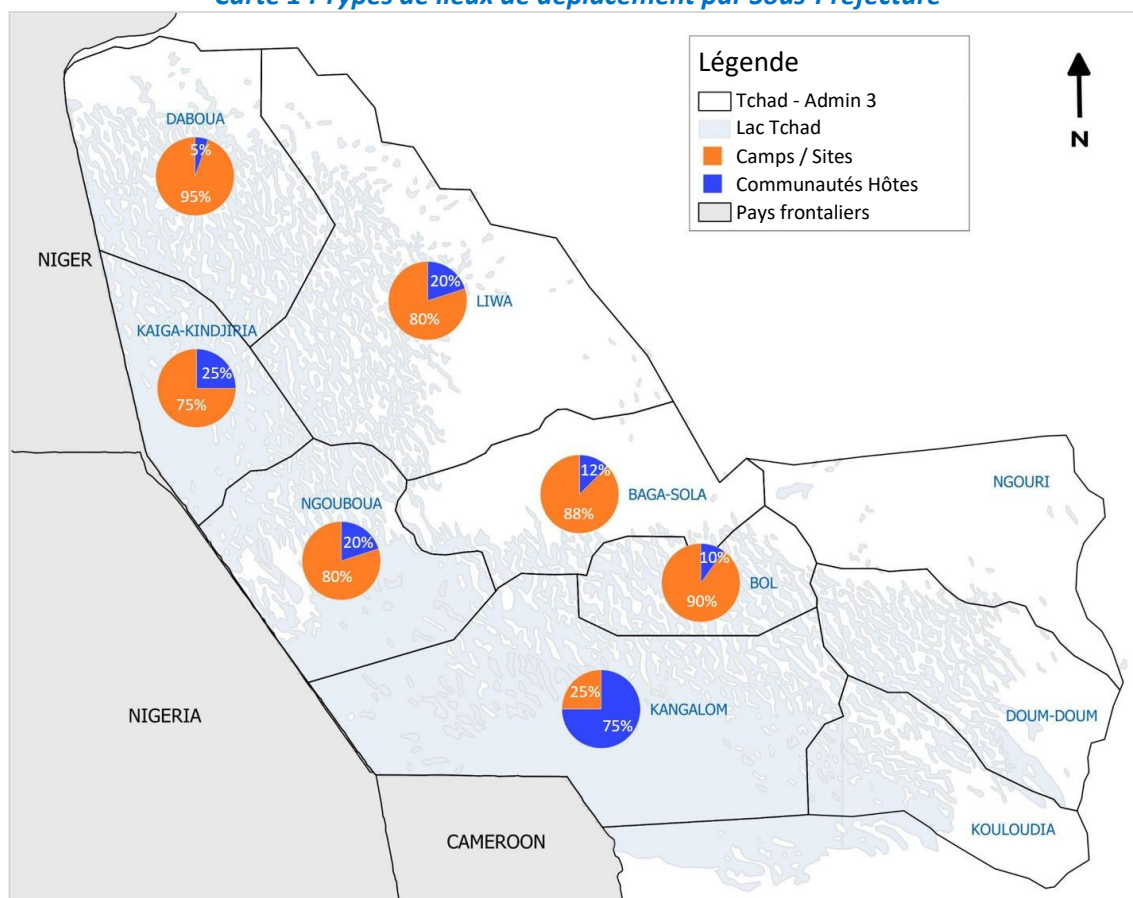 Carte 1 : Types de lieux de déplacement par Sous-Préfecture
Légende
Tchad - Admin 3
Lac Tchad
Camps / Sites
Communautés Hôtes
Pays frontaliers
N
DABOUA
5%
95%
NIGER
20%
LIWA
80%
KAIGA-KINDJIRIA
25%
75%
12%
BAGA-SOLA
88%
NGOURI
NGOUBOUA
20%
80%
10%
BOL
90%
25%
KANGALOM
75%
NIGERIA
DOUM-DOUM
KOULOUDIA
CAMEROON